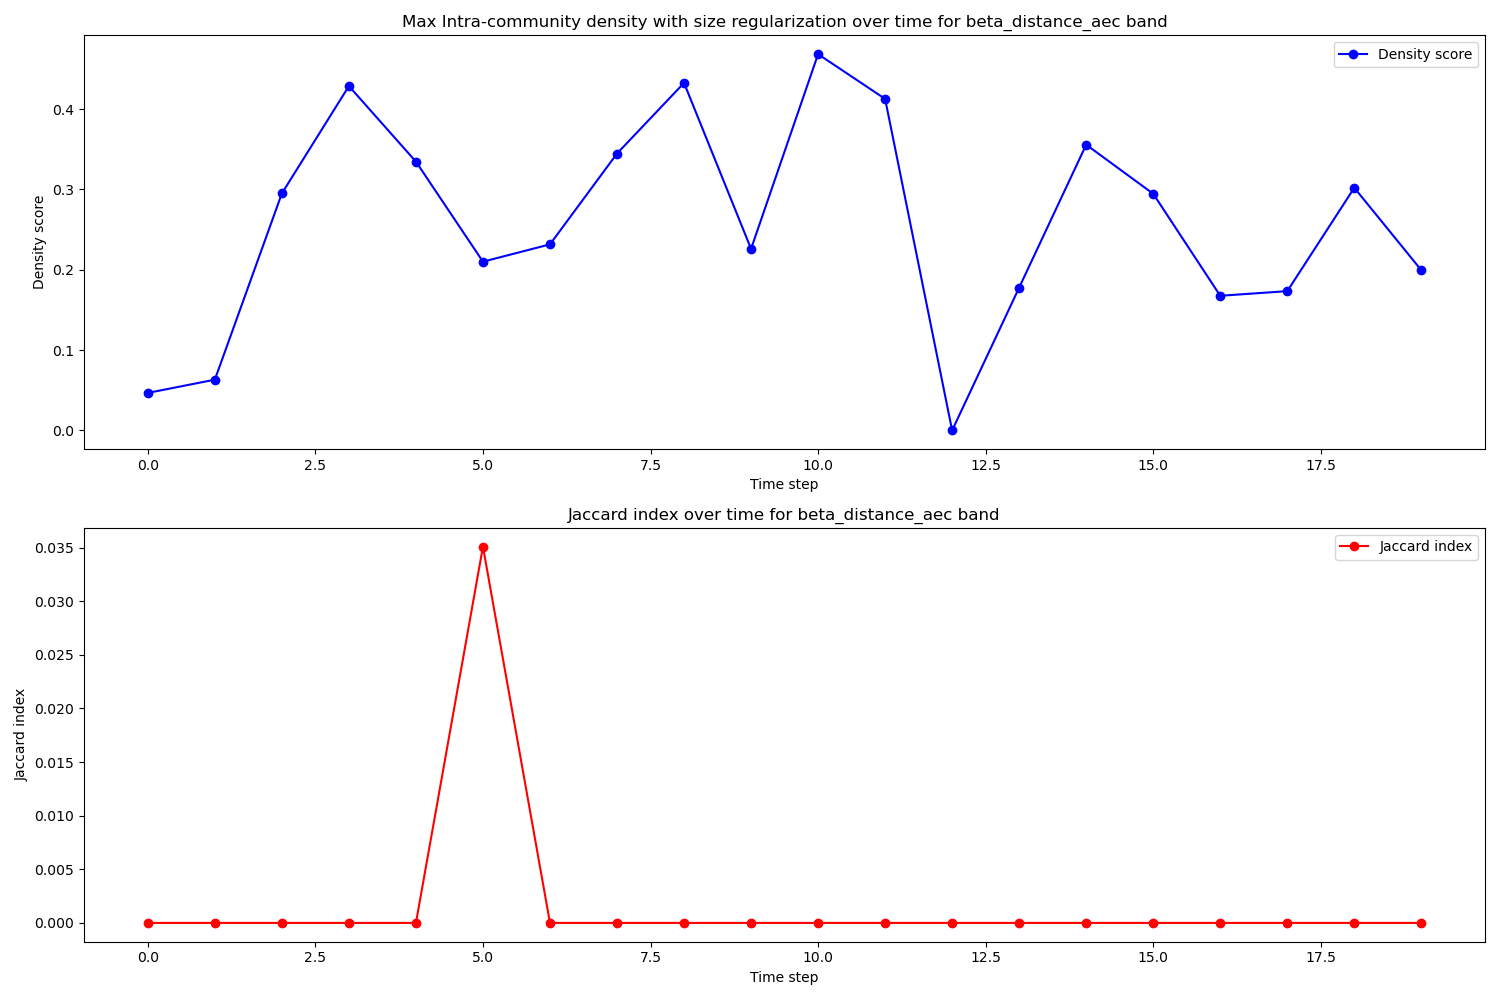 Max Intra-community density with size regularization over time for beta_distance_aec band
Density score
Density score
0.4
0.3
0.2
0.1
0.0
0.0 2.5 5.0 7.5 10.0 12.5 15.0 17.5
Time step
Jaccard index over time for beta_distance_aec band
Jaccard index
Jaccard index
0.035
0.030
0.025
0.020
0.015
0.010
0.005
0.000
0.0 2.5 5.0 7.5 10.0 12.5 15.0 17.5
Time step